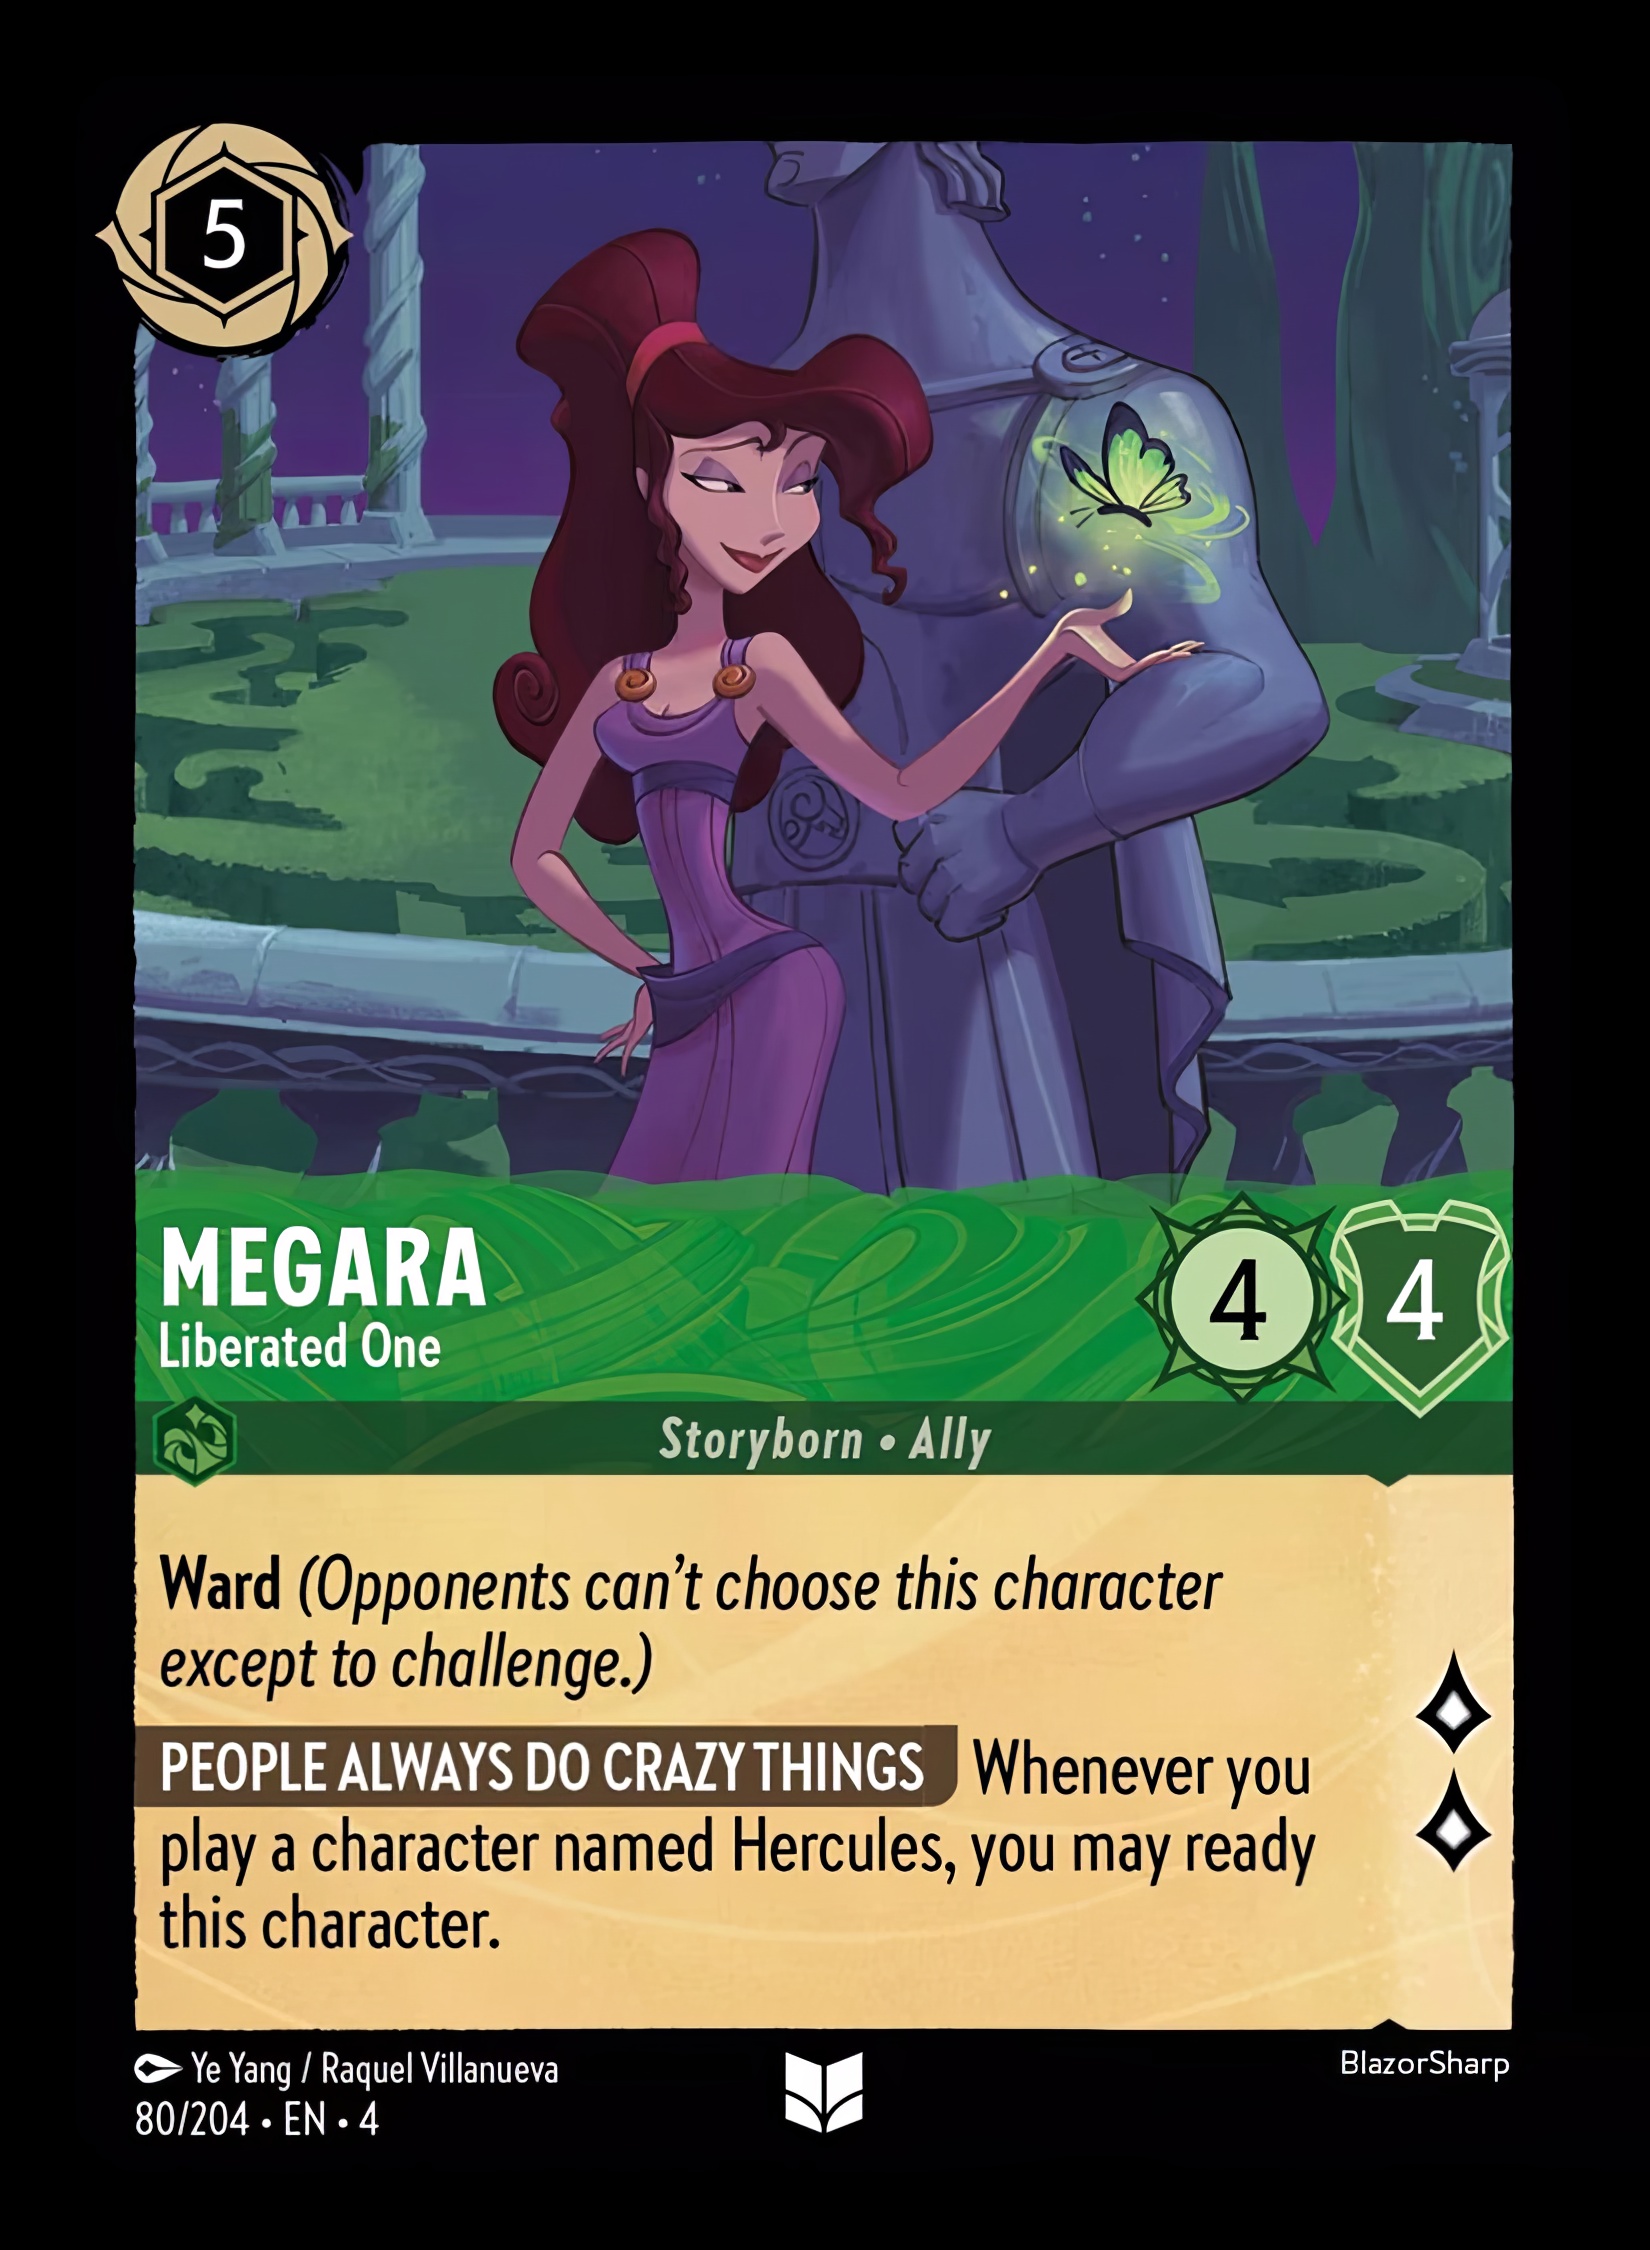 5
MEGARA
Liberated One
4 4
Storyborn • Ally
Ward (Opponents can't choose this character
except to challenge.)
PEOPLE ALWAYS DO CRAZY THINGS Whenever you
play a character named Hercules, you may ready
this character.
Ye Yang / Raquel Villanueva
BlazorSharp
80/204 • EN • 4